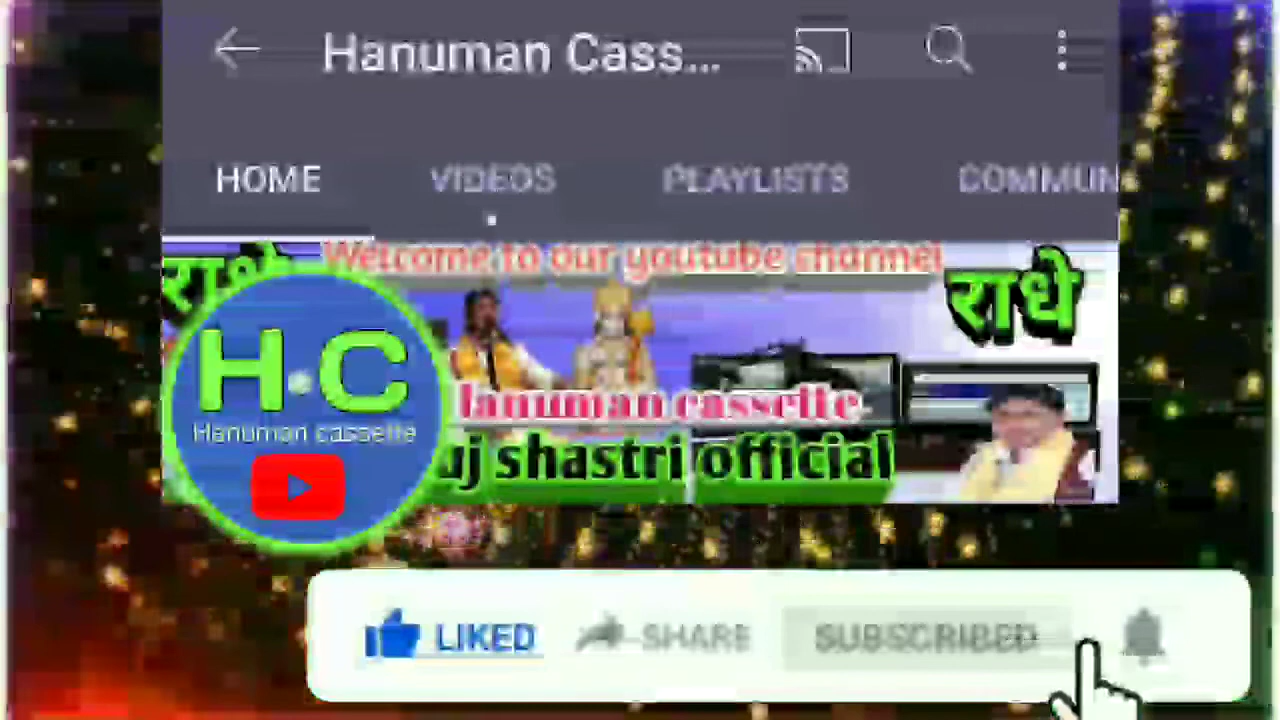 Hanuman Cass...
HOME VIDEOS PLAYLISTS COMMUN
Welcome to our youtube channel
राधे राधे
H.C
Hanuman cassette
Hanuman cassette
uj shastri official
LIKED SHARE SUBSCRIBED